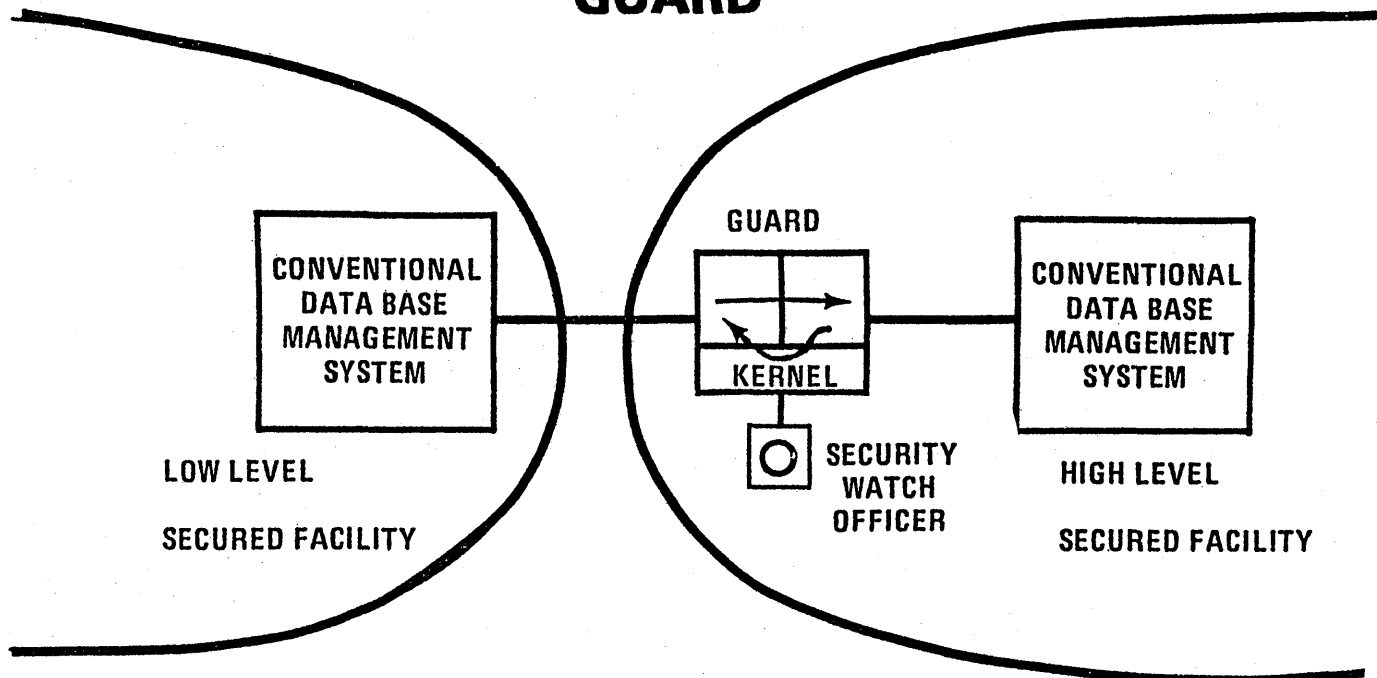 GUARD
GUARD
CONVENTIONAL
DATA BASE
MANAGEMENT
SYSTEM
KERNEL
CONVENTIONAL
DATA BASE
MANAGEMENT
SYSTEM
SECURITY
WATCH
OFFICER
LOW LEVEL
SECURED FACILITY
HIGH LEVEL
SECURED FACILITY